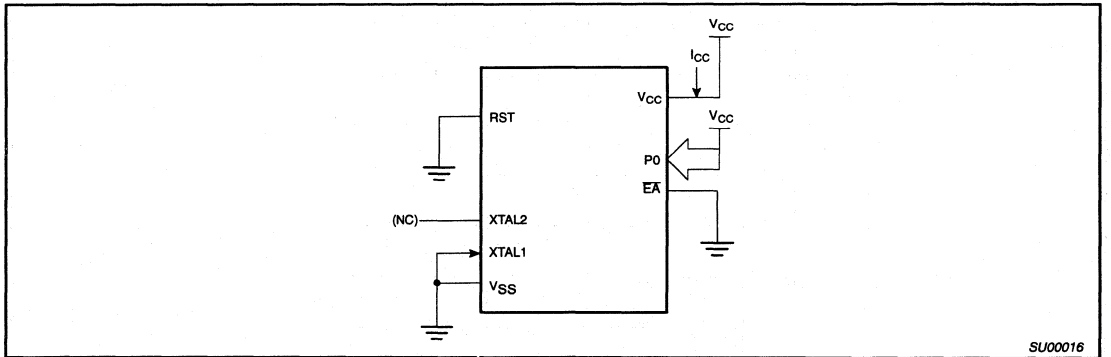 VCC
ICC
VCC
RST
VCC
P0
EA
(NC)
XTAL2
XTAL1
VSS
SU00016